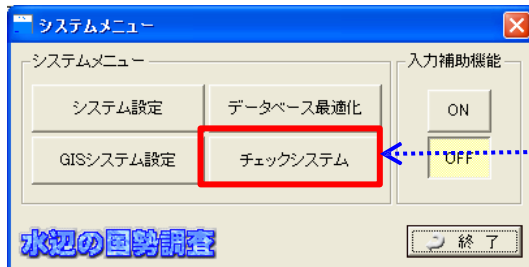 システムメニュー
システムメニュー
入力補助機能
システム設定
データベース最適化
ON
GISシステム設定
チェックシステム
OFF
水辺の国勢調査
終 了